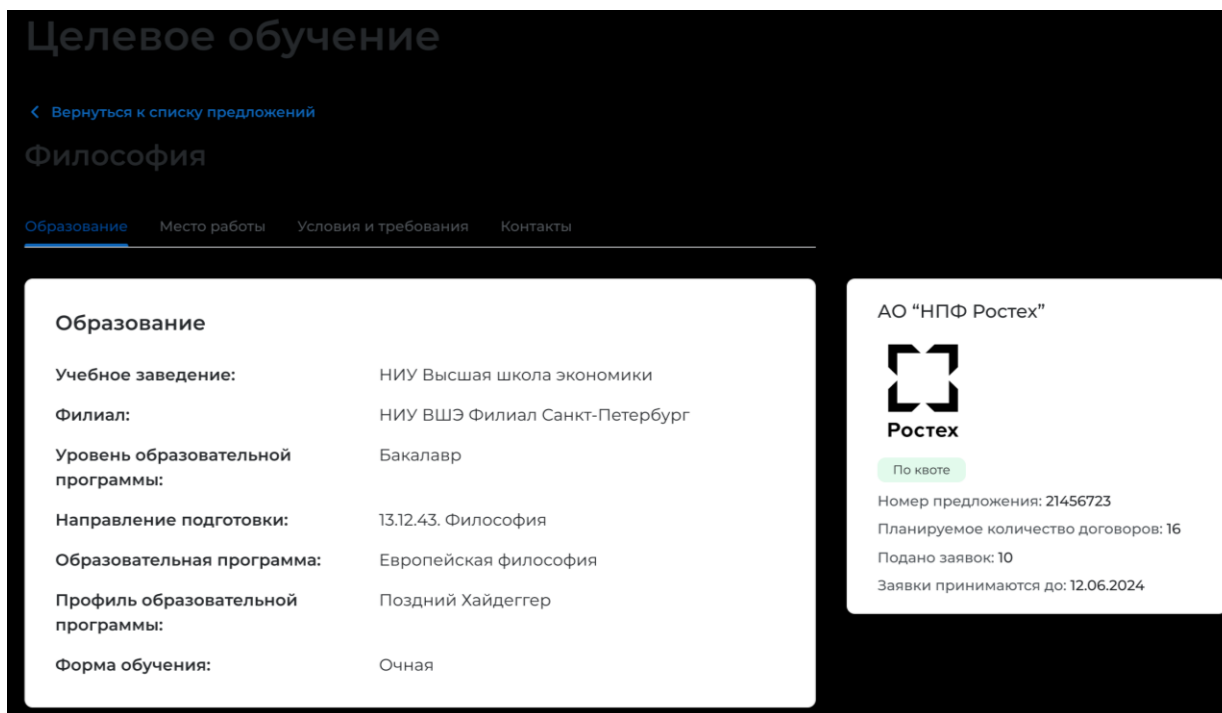 Целевое обучение
Вернуться к списку предложений
Философия
Образование Место работы Условия и требования Контакты
Образование
Учебное заведение: НИУ Высшая школа экономики
Филиал: НИУ ВШЭ Филиал Санкт-Петербург
Уровень образовательной Бакалавр
программы:
Направление подготовки: 13.12.43. Философия
Образовательная программа: Европейская философия
Профиль образовательной Поздний Хайдеггер
программы:
Форма обучения: Очная
АО “НПФ Ростех”
Ростех
По квоте
Номер предложения: 21456723
Планируемое количество договоров: 16
Подано заявок: 10
Заявки принимаются до: 12.06.2024